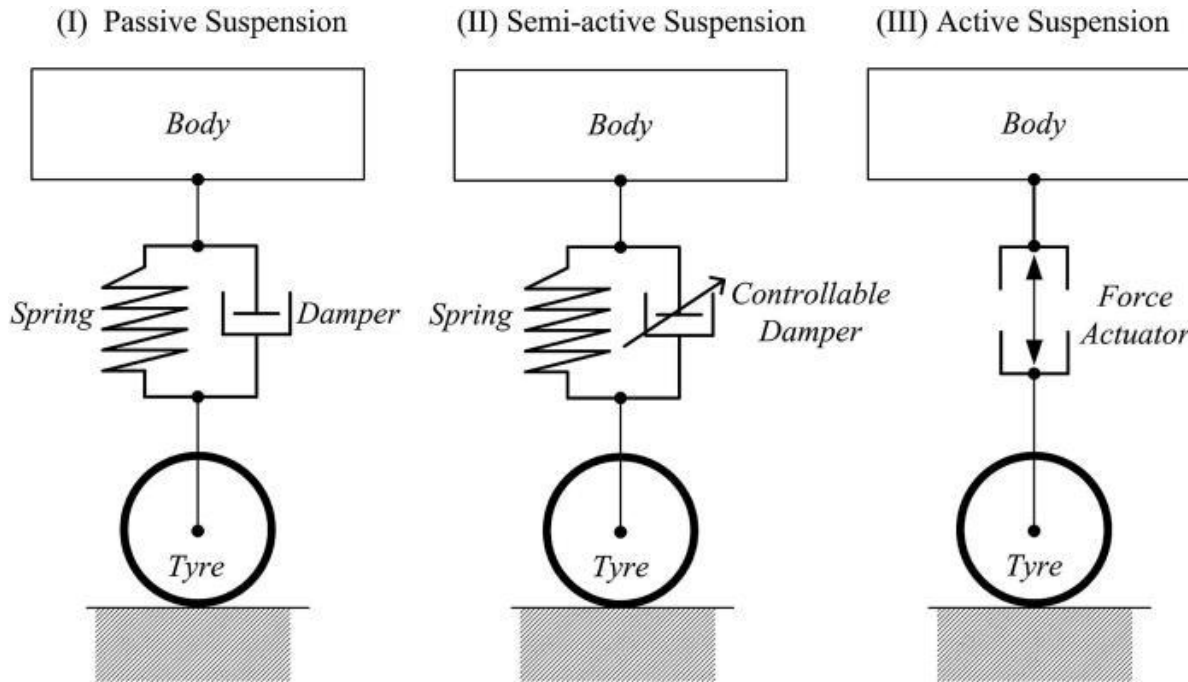 (I) Passive Suspension
(II) Semi-active Suspension
(III) Active Suspension
Body
Body
Body
Spring
Damper
Spring
Controllable
Damper
Force
Actuator
Tyre
Tyre
Tyre